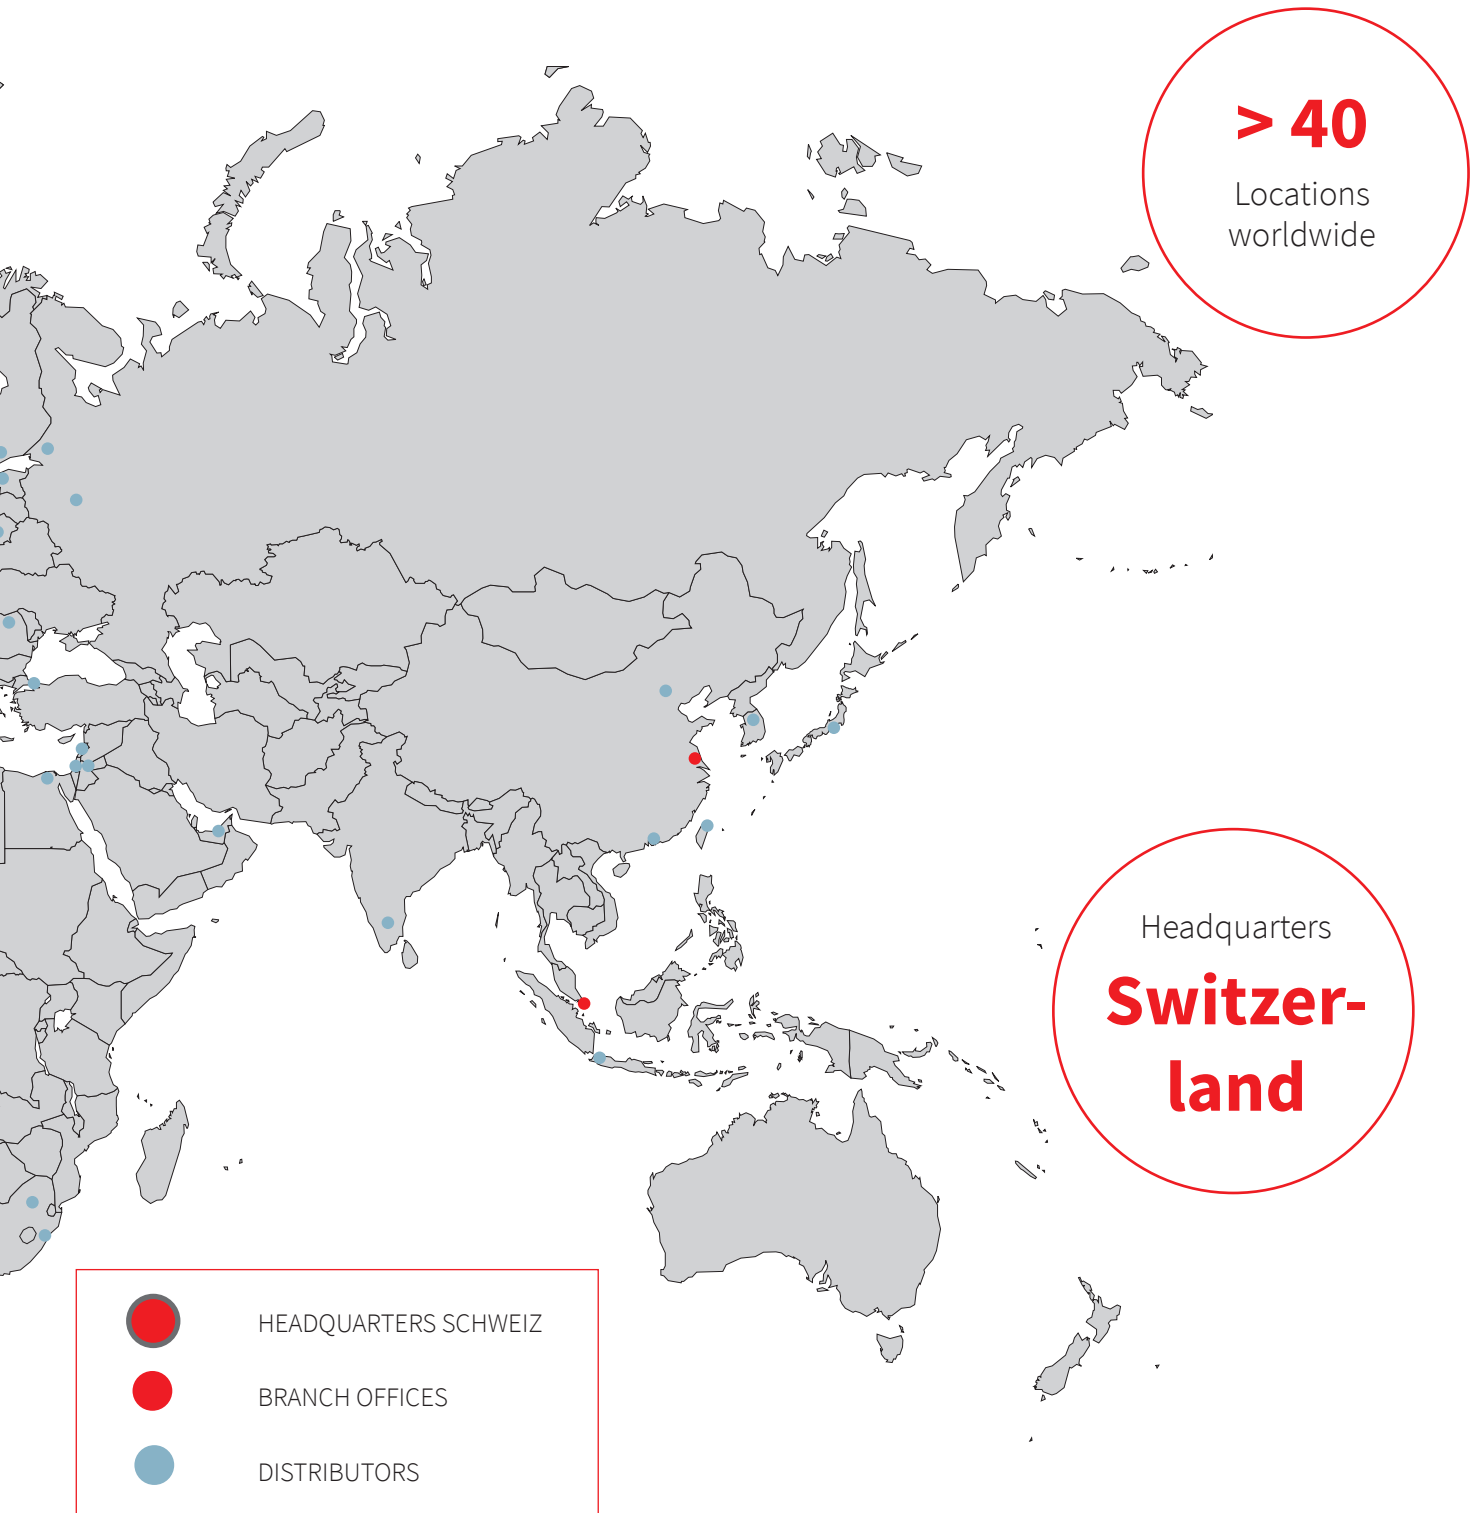 > 40
Locations
worldwide
Headquarters
Switzer-
land
HEADQUARTERS SCHWEIZ
BRANCH OFFICES
DISTRIBUTORS